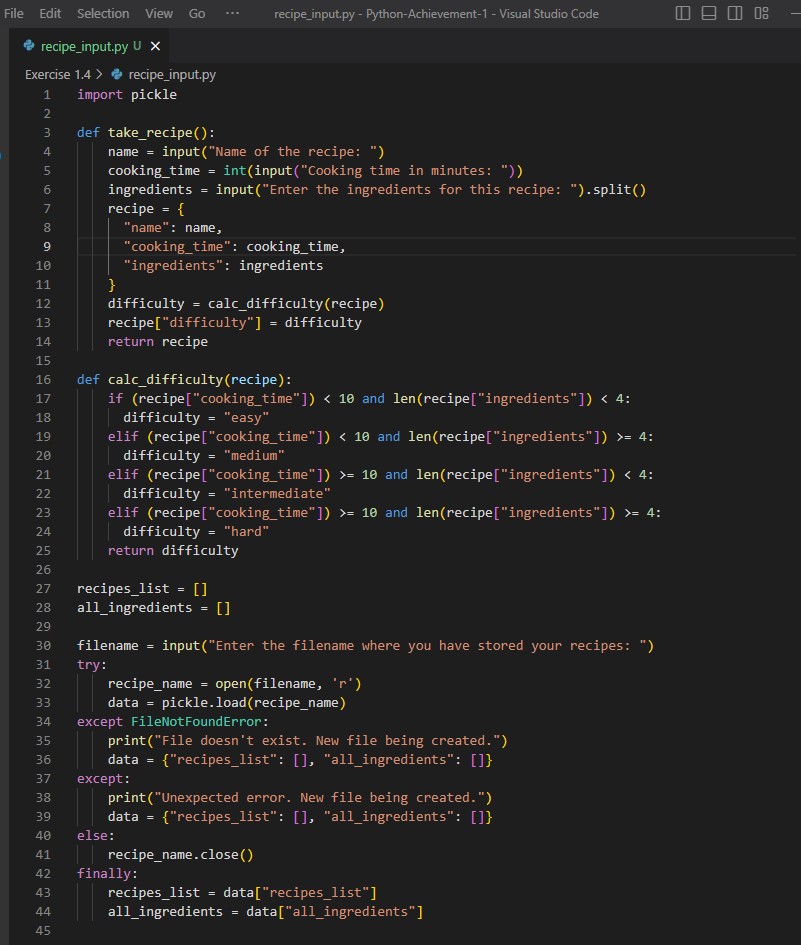 File Edit Selection View Go ··· recipe_input.py - Python-Achievement-1 - Visual Studio Code
recipe_input.py U ×
Exercise 1.4 > recipe_input.py
1 import pickle
2
3 def take_recipe():
4     name = input("Name of the recipe: ")
5     cooking_time = int(input("Cooking time in minutes: "))
6     ingredients = input("Enter the ingredients for this recipe: ").split()
7     recipe = {
8       "name": name,
9       "cooking_time": cooking_time,
10       "ingredients": ingredients
11     }
12     difficulty = calc_difficulty(recipe)
13     recipe["difficulty"] = difficulty
14     return recipe
15
16 def calc_difficulty(recipe):
17     if (recipe["cooking_time"]) < 10 and len(recipe["ingredients"]) < 4:
18       difficulty = "easy"
19     elif (recipe["cooking_time"]) < 10 and len(recipe["ingredients"]) >= 4:
20       difficulty = "medium"
21     elif (recipe["cooking_time"]) >= 10 and len(recipe["ingredients"]) < 4:
22       difficulty = "intermediate"
23     elif (recipe["cooking_time"]) >= 10 and len(recipe["ingredients"]) >= 4:
24       difficulty = "hard"
25     return difficulty
26
27 recipes_list = []
28 all_ingredients = []
29
30 filename = input("Enter the filename where you have stored your recipes: ")
31 try:
32     recipe_name = open(filename, 'r')
33     data = pickle.load(recipe_name)
34 except FileNotFoundError:
35     print("File doesn't exist. New file being created.")
36     data = {"recipes_list": [], "all_ingredients": []}
37 except:
38     print("Unexpected error. New file being created.")
39     data = {"recipes_list": [], "all_ingredients": []}
40 else:
41     recipe_name.close()
42 finally:
43     recipes_list = data["recipes_list"]
44     all_ingredients = data["all_ingredients"]
45